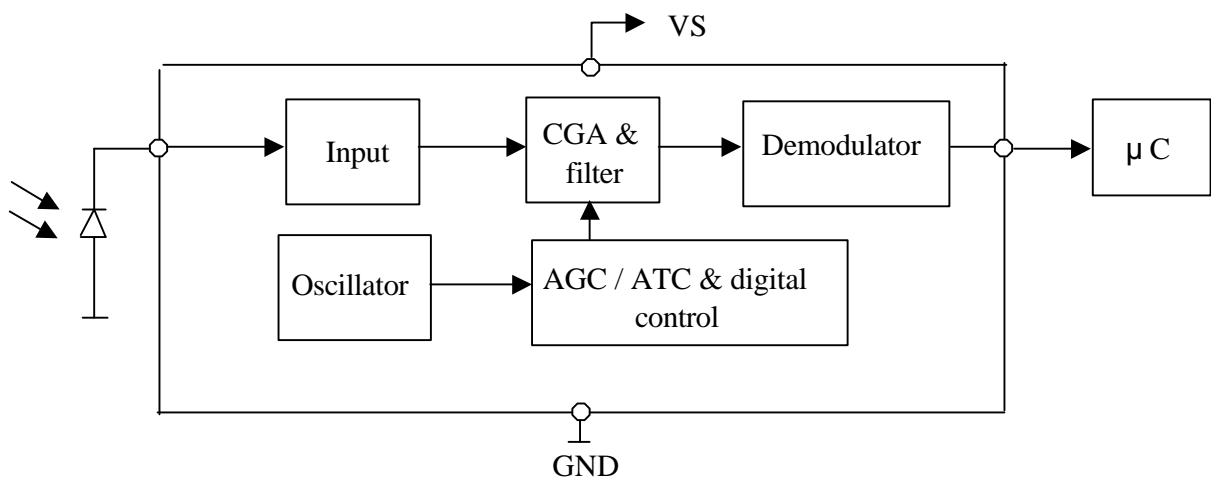 VS
Input
CGA &
filter
Demodulator
µ C
Oscillator
AGC / ATC & digital
control
GND